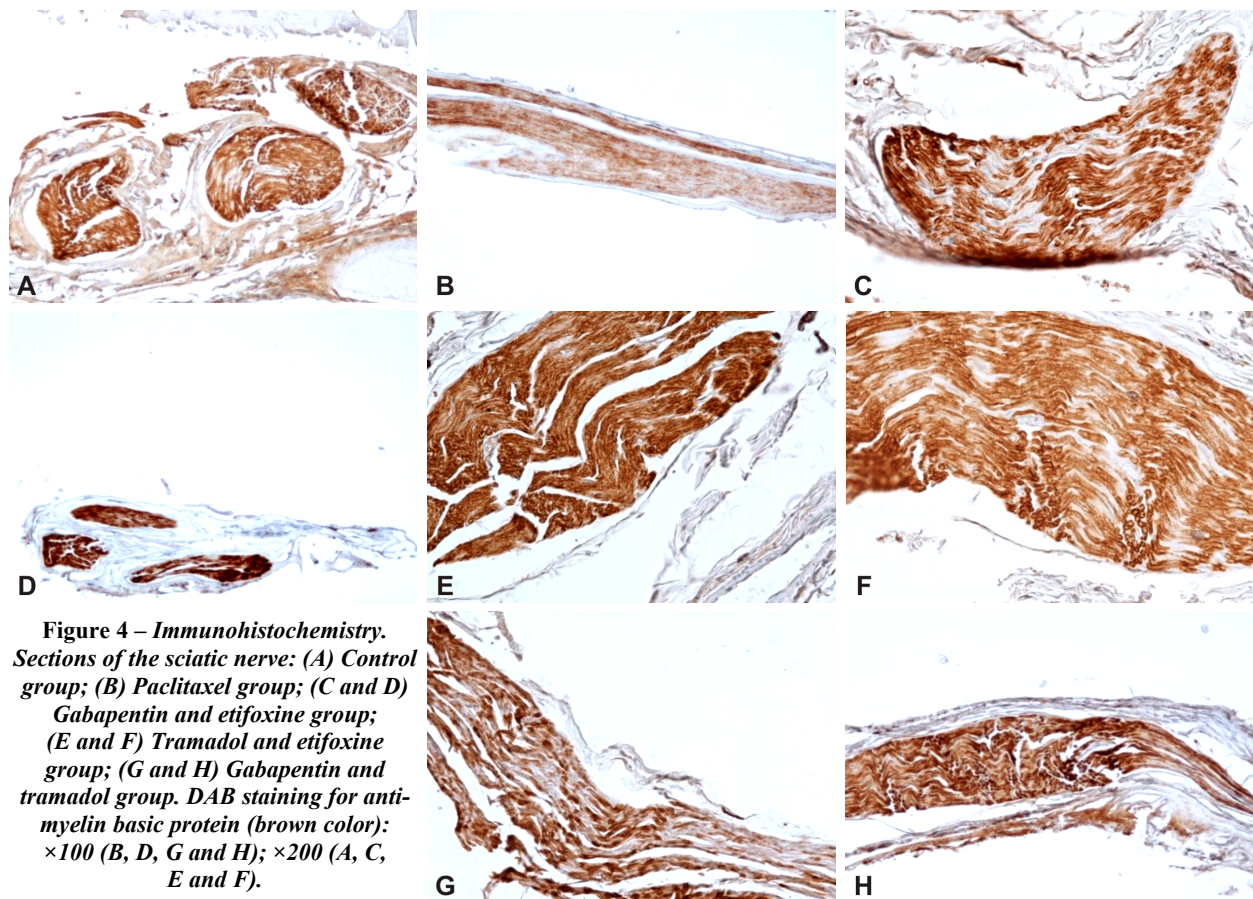 A
B
C
D
E
F
Figure 4 – Immunohistochemistry.
Sections of the sciatic nerve: (A) Control
group; (B) Paclitaxel group; (C and D)
Gabapentin and etifoxine group;
(E and F) Tramadol and etifoxine
group; (G and H) Gabapentin and
tramadol group. DAB staining for anti-
myelin basic protein (brown color):
×100 (B, D, G and H); ×200 (A, C,
E and F).
G
H